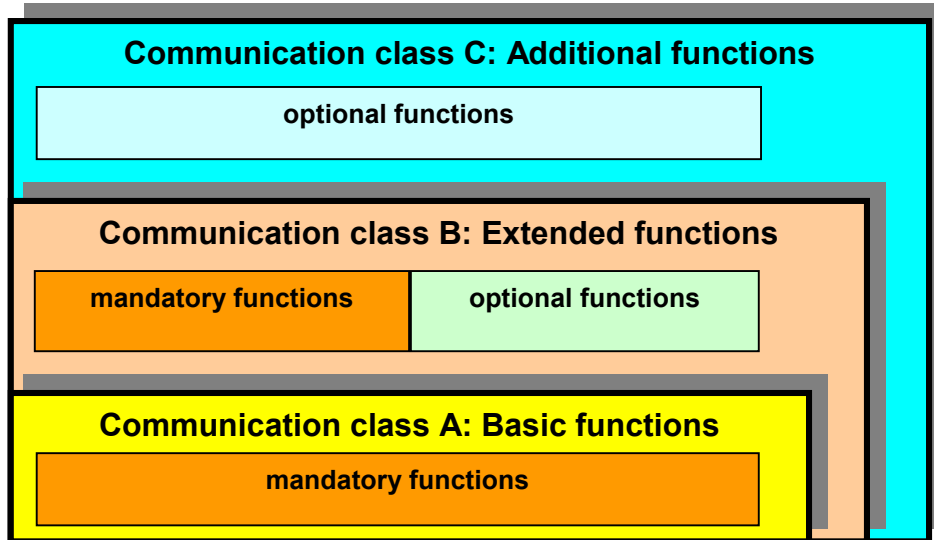 Communication class C: Additional functions
optional functions
Communication class B: Extended functions
mandatory functions
optional functions
Communication class A: Basic functions
mandatory functions